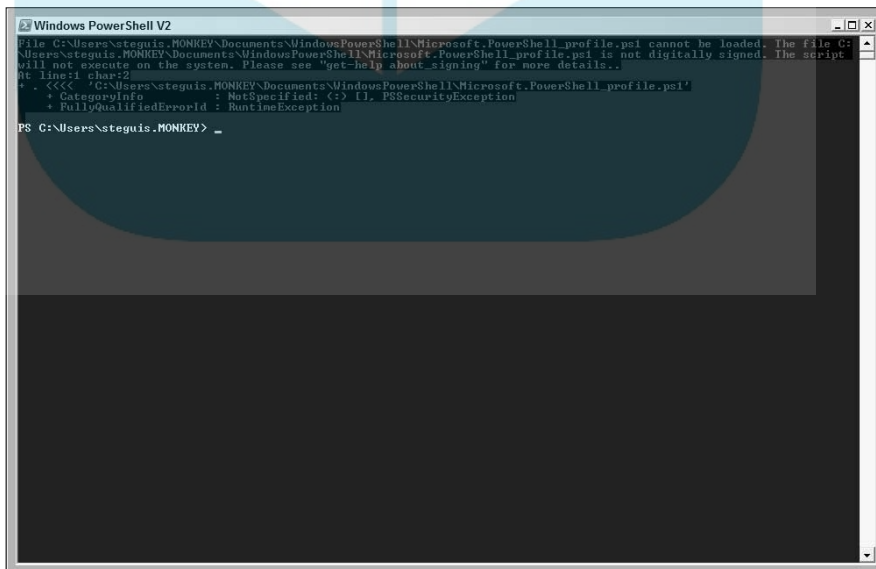 Windows PowerShell V2
File C:\Users\steguis.MONKEY\Documents\WindowsPowerShell\Microsoft.PowerShell_profile.ps1 cannot be loaded. The file C:
\Users\steguis.MONKEY\Documents\WindowsPowerShell\Microsoft.PowerShell_profile.ps1 is not digitally signed. The script
will not execute on the system. Please see "get-help about_signing" for more details..
At line:1 char:2
+ . <<<< 'C:\Users\steguis.MONKEY\Documents\WindowsPowerShell\Microsoft.PowerShell_profile.ps1'
+ CategoryInfo : NotSpecified: (:) [], PSSecurityException
+ FullyQualifiedErrorId : RuntimeException
PS C:\Users\steguis.MONKEY> _